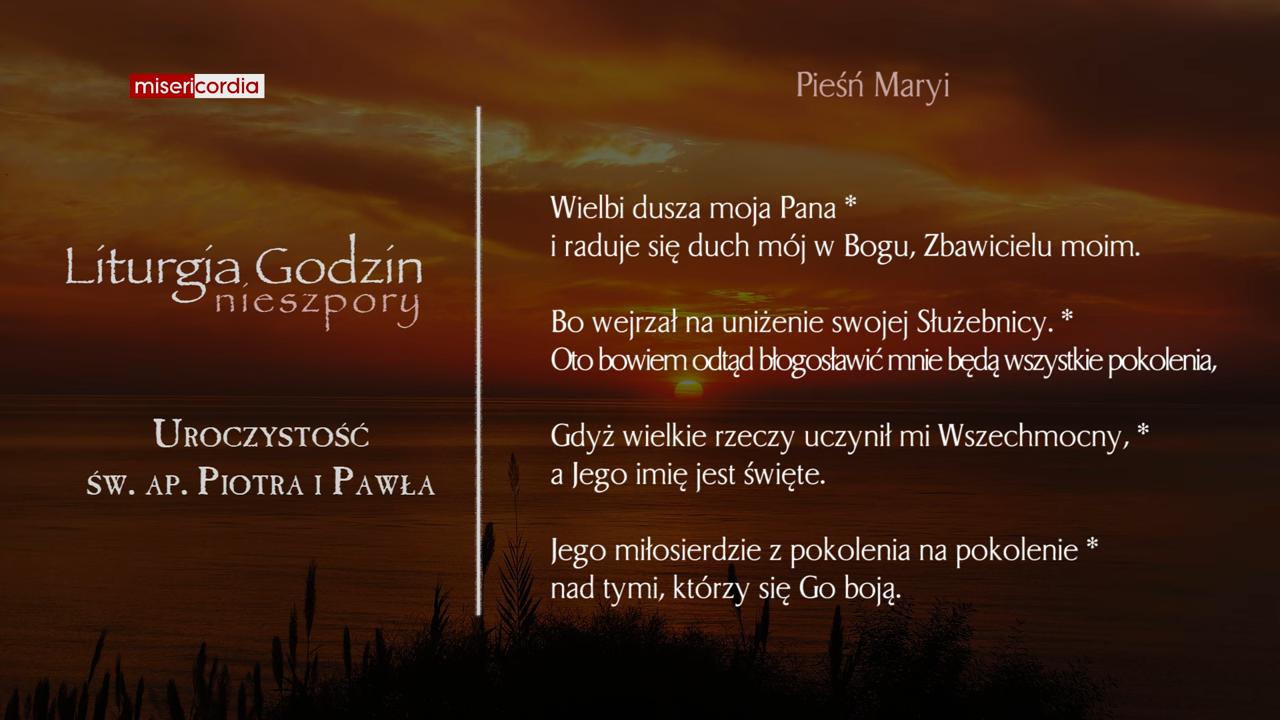 misericordia
Liturgia Godzin
nieszpory
Uroczystość
św. ap. Piotra i Pawła
Pieśń Maryi
Wielbi dusza moja Pana *
i raduje się duch mój w Bogu, Zbawicielu moim.
Bo wejrzał na uniżenie swojej Służebnicy. *
Oto bowiem odtąd błogosławić mnie będą wszystkie pokolenia,
Gdyż wielkie rzeczy uczynił mi Wszechmocny, *
a Jego imię jest święte.
Jego miłosierdzie z pokolenia na pokolenie *
nad tymi, którzy się Go boją.